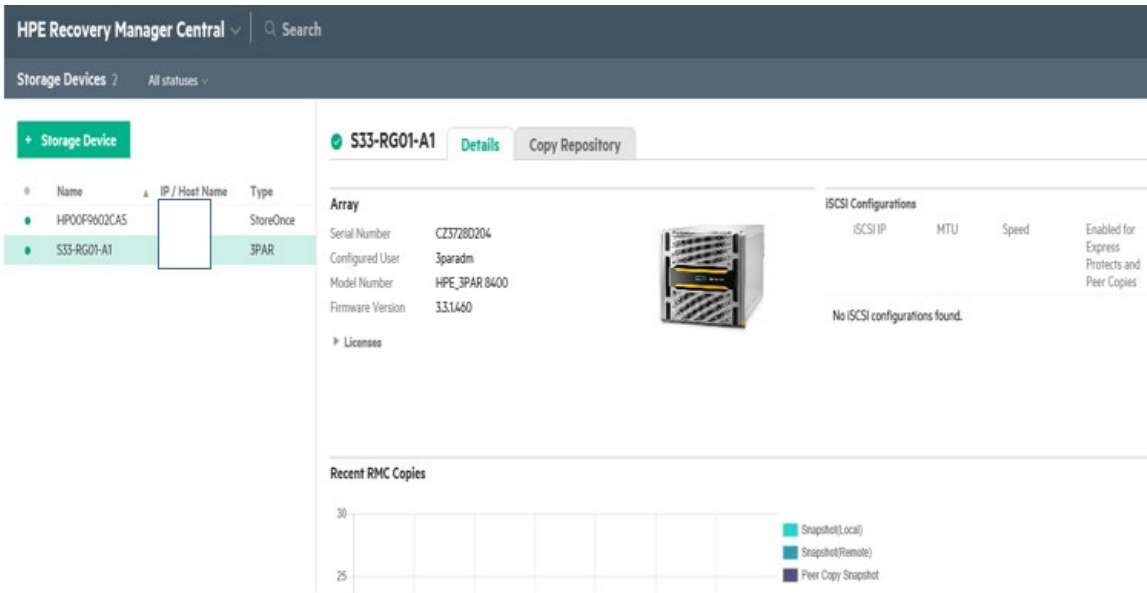 HPE Recovery Manager Central Search
Storage Devices 2 All statuses
+ Storage Device
Name IP / Host Name Type
HP00F9602CA5 StoreOnce
S33-RG01-A1 3PAR
S33-RG01-A1 Details Copy Repository
Array
Serial Number CZ3728D204
Configured User 3paradm
Model Number HPE_3PAR 8400
Firmware Version 3.3.1.460
Licenses
iSCSI Configurations
iSCSI IP MTU Speed Enabled for
Express
Protects and
Peer Copies
No iSCSI configurations found.
Recent RMC Copies
30
25
Snapshot(Local)
Snapshot(Remote)
Peer Copy Snapshot